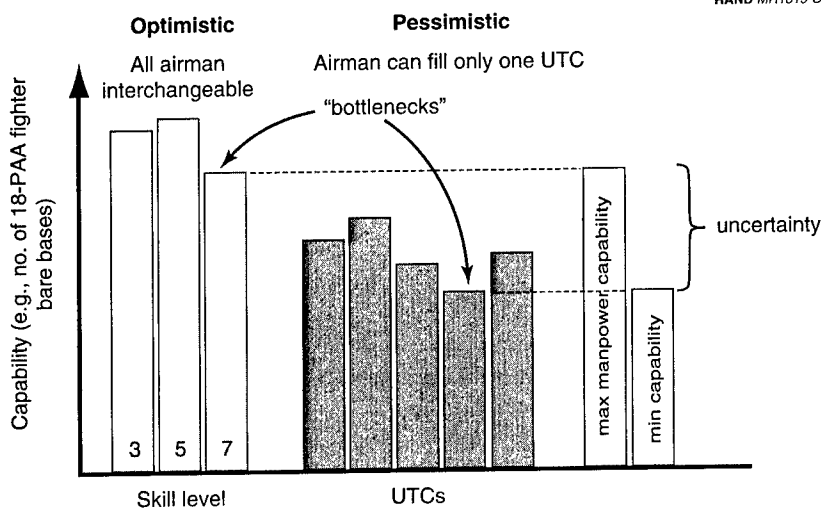 Optimistic
Pessimistic
All airman
interchangeable
Airman can fill only one UTC
“bottlenecks”
Capability (e.g., no. of 18-PAA fighter
bare bases)
uncertainty
max manpower capability
min capability
3 5 7
Skill level
UTCs